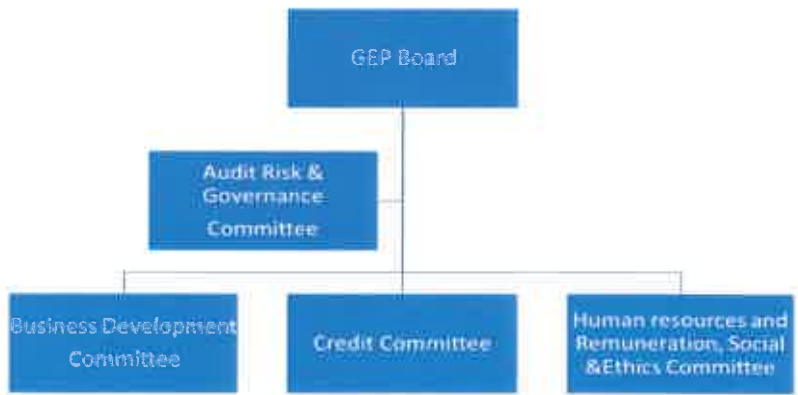 GEP Board
Audit Risk &
Governance
Committee
Business Development
Committee
Credit Committee
Human resources and
Remuneration, Social
&Ethics Committee